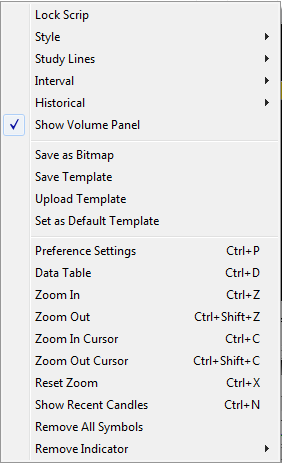 Lock Scrip
Style
Study Lines
Interval
Historical
Show Volume Panel
Save as Bitmap
Save Template
Upload Template
Set as Default Template
Preference Settings Ctrl+P
Data Table Ctrl+D
Zoom In Ctrl+Z
Zoom Out Ctrl+Shift+Z
Zoom In Cursor Ctrl+C
Zoom Out Cursor Ctrl+Shift+C
Reset Zoom Ctrl+X
Show Recent Candles Ctrl+N
Remove All Symbols
Remove Indicator